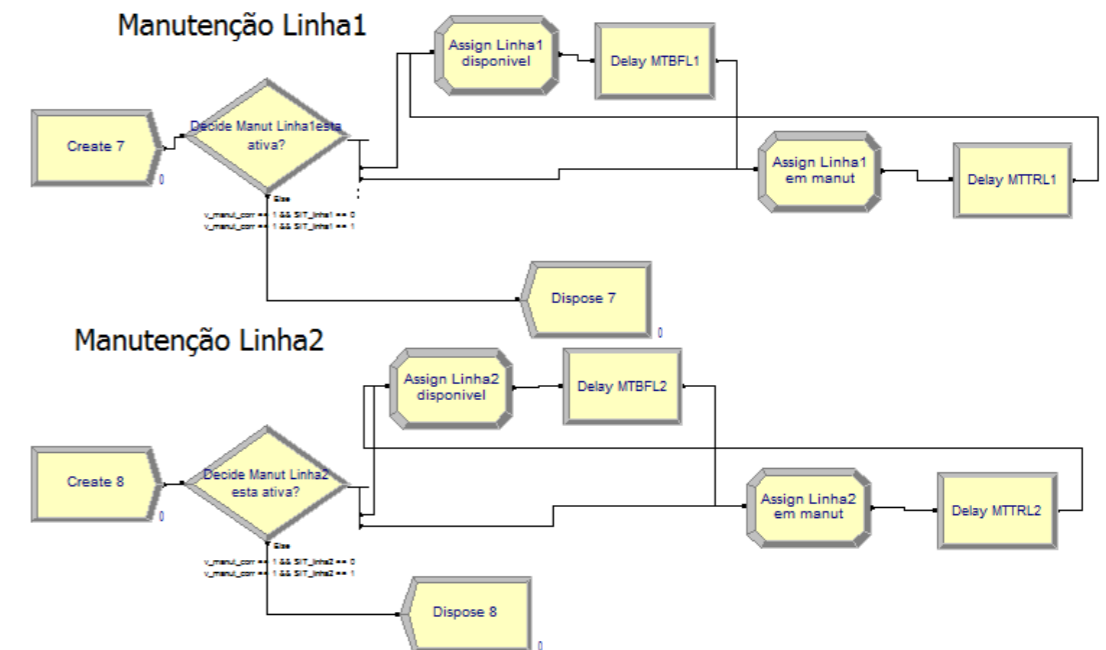 Manutenção Linha1
Assign Linha1
disponivel
Delay MTBFL1
Create 7
0
Decide Manut Linha1esta
ativa?
Assign Linha1
em manut
Delay MTTRL1
Else
v_manut_corr == 1 && SIT_linha1 == 0
v_manut_corr == 1 && SIT_linha1 == 1
Dispose 7
0
Manutenção Linha2
Assign Linha2
disponivel
Delay MTBFL2
Create 8
0
Decide Manut Linha2
esta ativa?
Assign Linha2
em manut
Delay MTTRL2
Else
v_manut_corr == 1 && SIT_linha2 == 0
v_manut_corr == 1 && SIT_linha2 == 1
Dispose 8
0